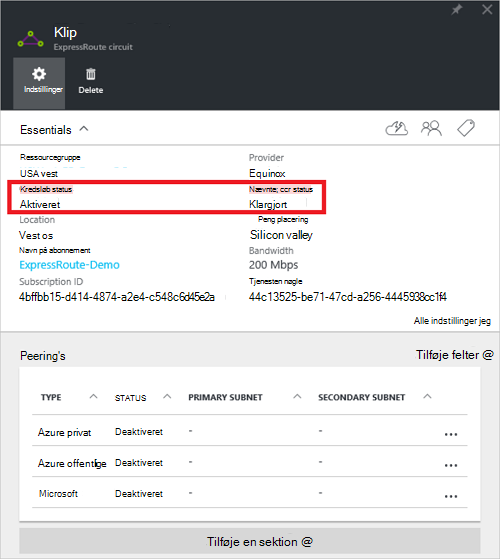 Klip
ExpressRoute circuit
Indstillinger Delete
Essentials
Ressourcegruppe Provider
USA vest Equinox
Kredsløb status Nævnte; ccr status
Aktiveret Klargjort
Location Peng placering
Vest os Silicon valley
Navn på abonnement Bandwidth
ExpressRoute-Demo 200 Mbps
Subscription ID Tjenesten nøgle
4bffbb15-d414-4874-a2e4-c548c6d45e2a 44c13525-be71-47cd-a256-4445938cc1f4
Alle indstillinger jeg
Peering's Tilføje felter @
TYPE STATUS PRIMARY SUBNET SECONDARY SUBNET
Azure privat Deaktiveret - - ...
Azure offentlige Deaktiveret - - ...
Microsoft Deaktiveret - - ...
Tilføje en sektion @